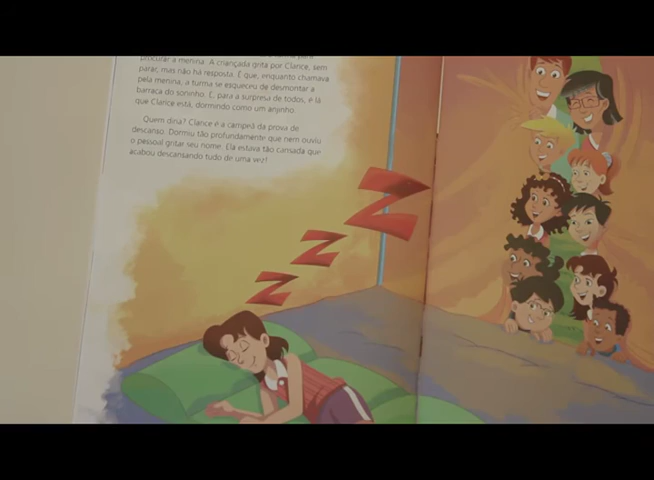 procurar a menina. A criançada grita por Clarice, sem
parar, mas não há resposta. É que, enquanto chamava
pela menina, a turma se esqueceu de desmontar a
barraca do soninho. E, para a surpresa de todos, é lá
que Clarice está, dormindo como um anjinho.
Quem diria? Clarice é a campeã da prova de
descanso. Dormiu tão profundamente que nem ouviu
o pessoal gritar seu nome. Ela estava tão cansada que
acabou descansando tudo de uma vez!
Z
Z
Z